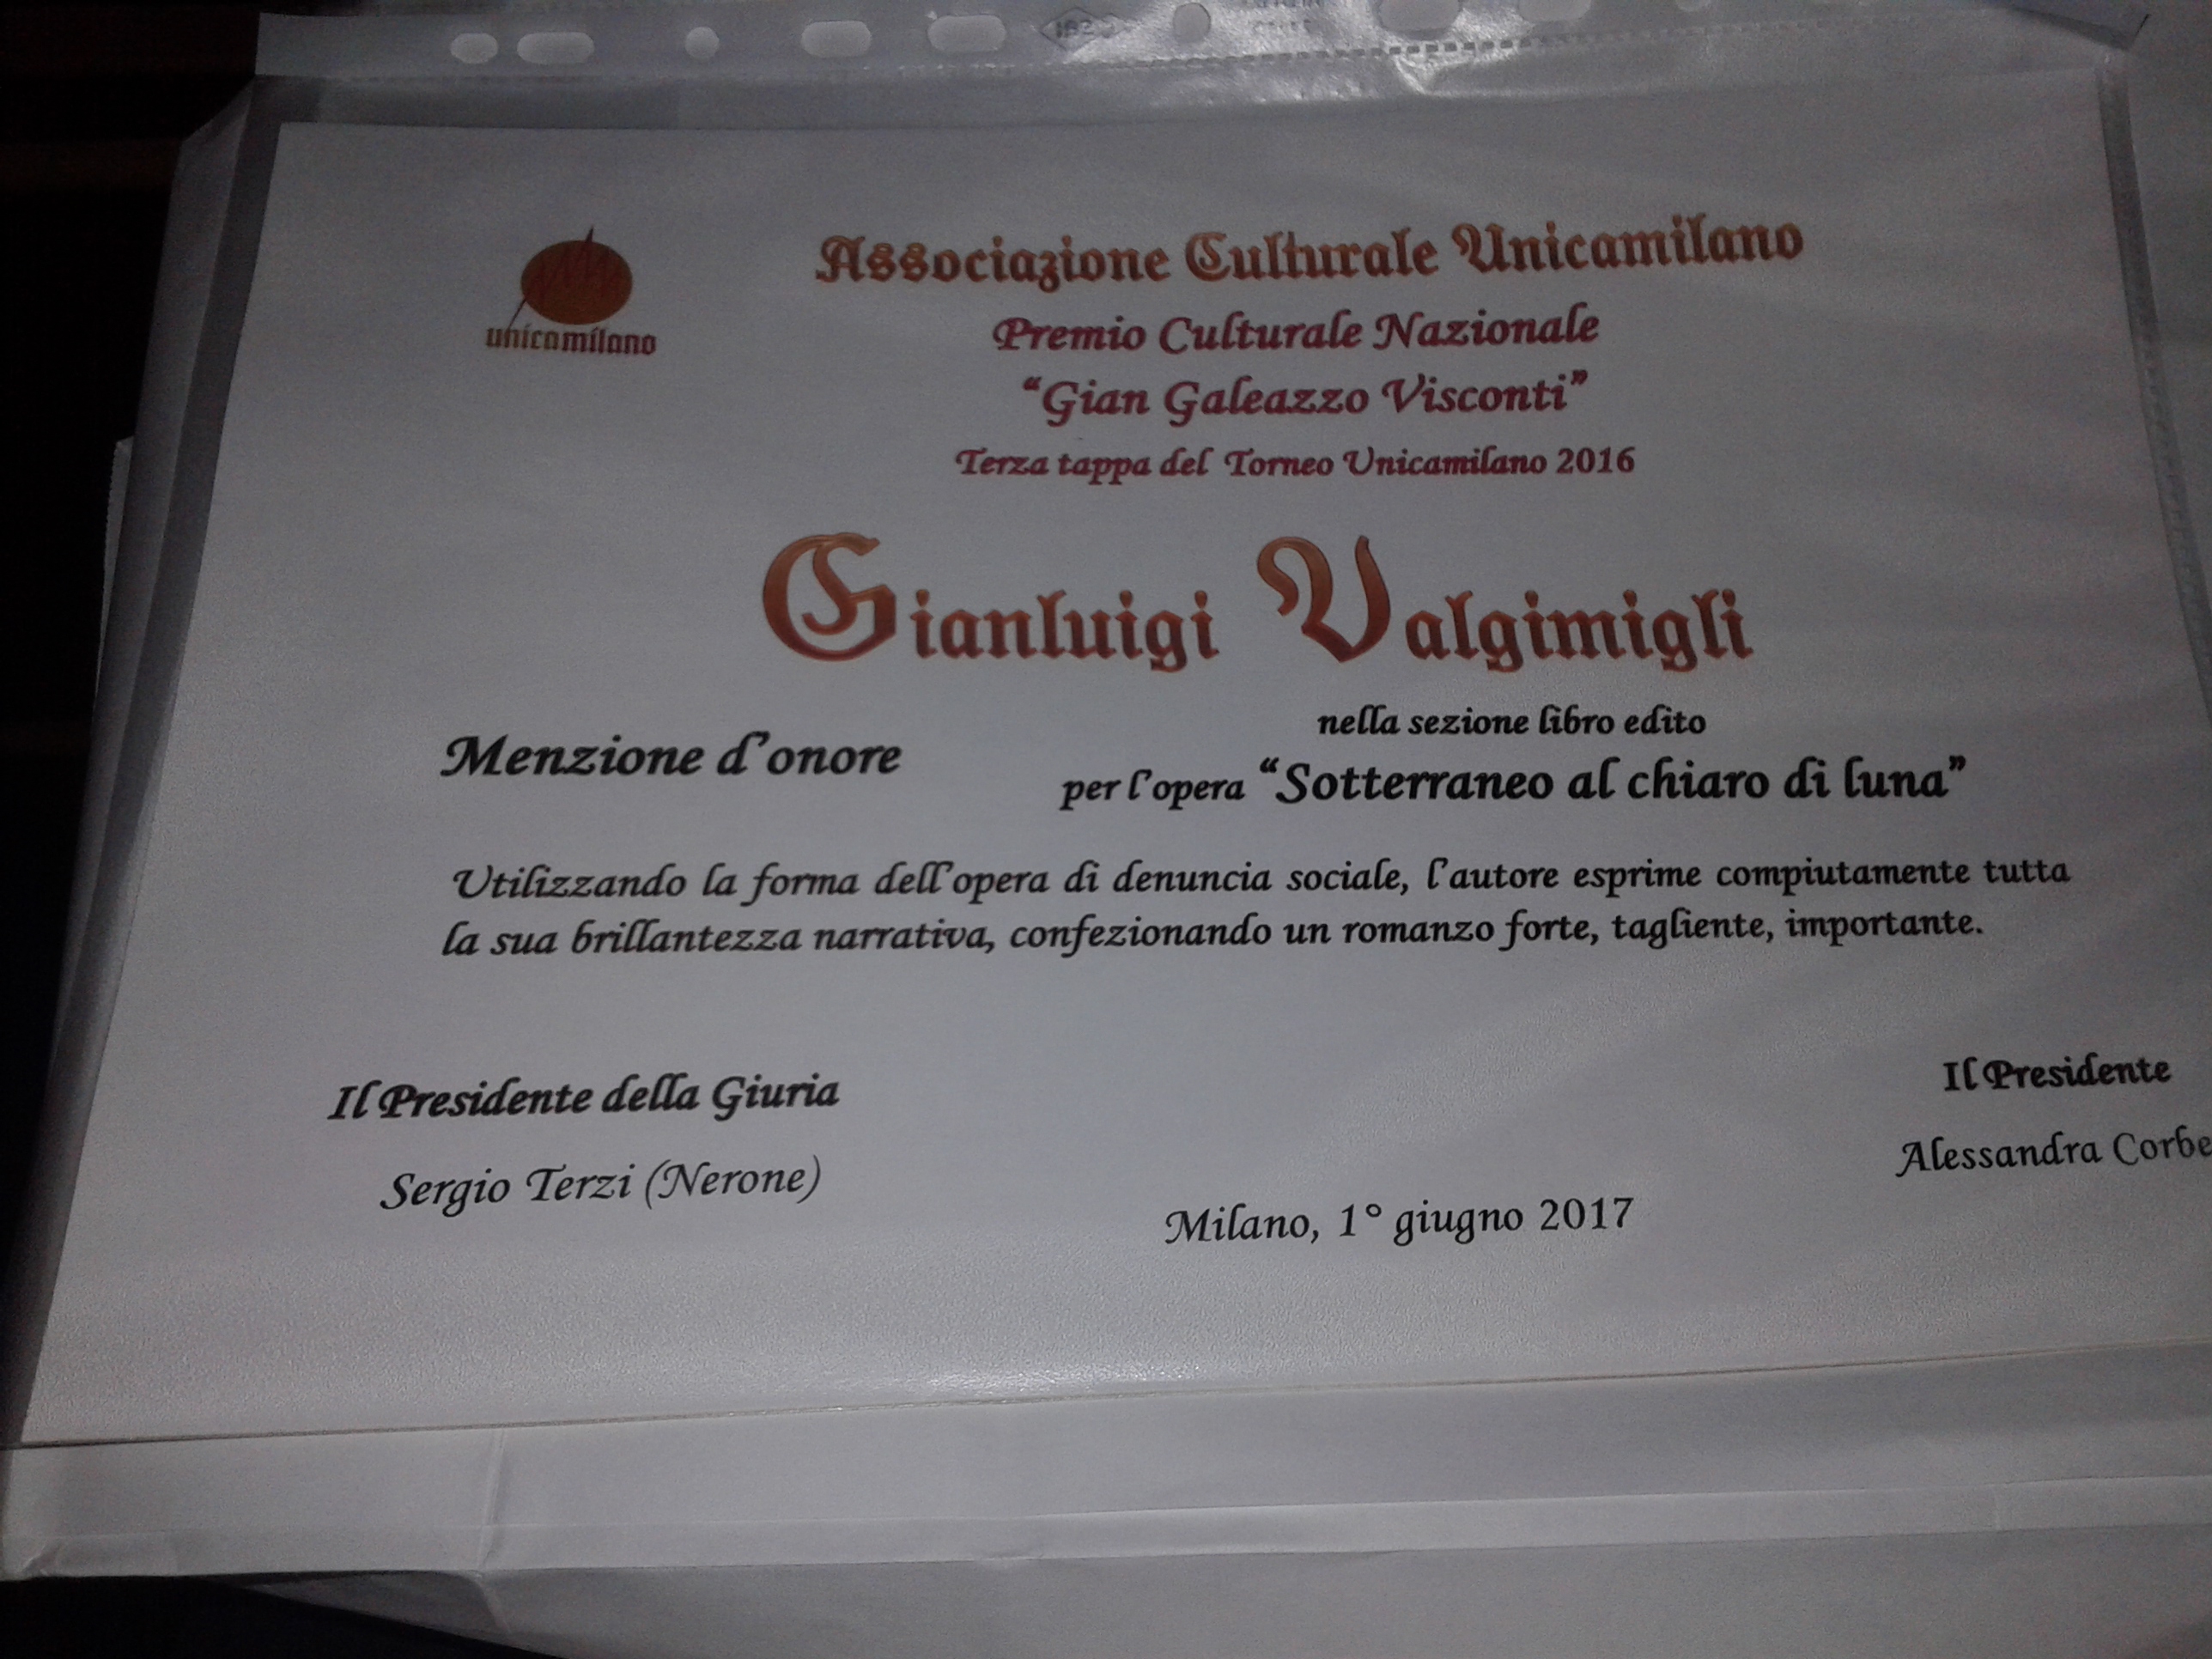 Associazione Culturale Unicamilano
unicamilano
Premio Culturale Nazionale
“Gian Galeazzo Visconti”
Terza tappa del Torneo Unicamilano 2016
Gianluigi Valgimigli
Menzione d’onore
nella sezione libro edito
per l’opera “Sotterraneo al chiaro di luna”
Utilizzando la forma dell’opera di denuncia sociale, l’autore esprime compiutamente tutta
la sua brillantezza narrativa, confezionando un romanzo forte, tagliente, importante.
Il Presidente della Giuria
Sergio Terzi (Nerone)
Il Presidente
Alessandra Corbe
Milano, 1° giugno 2017